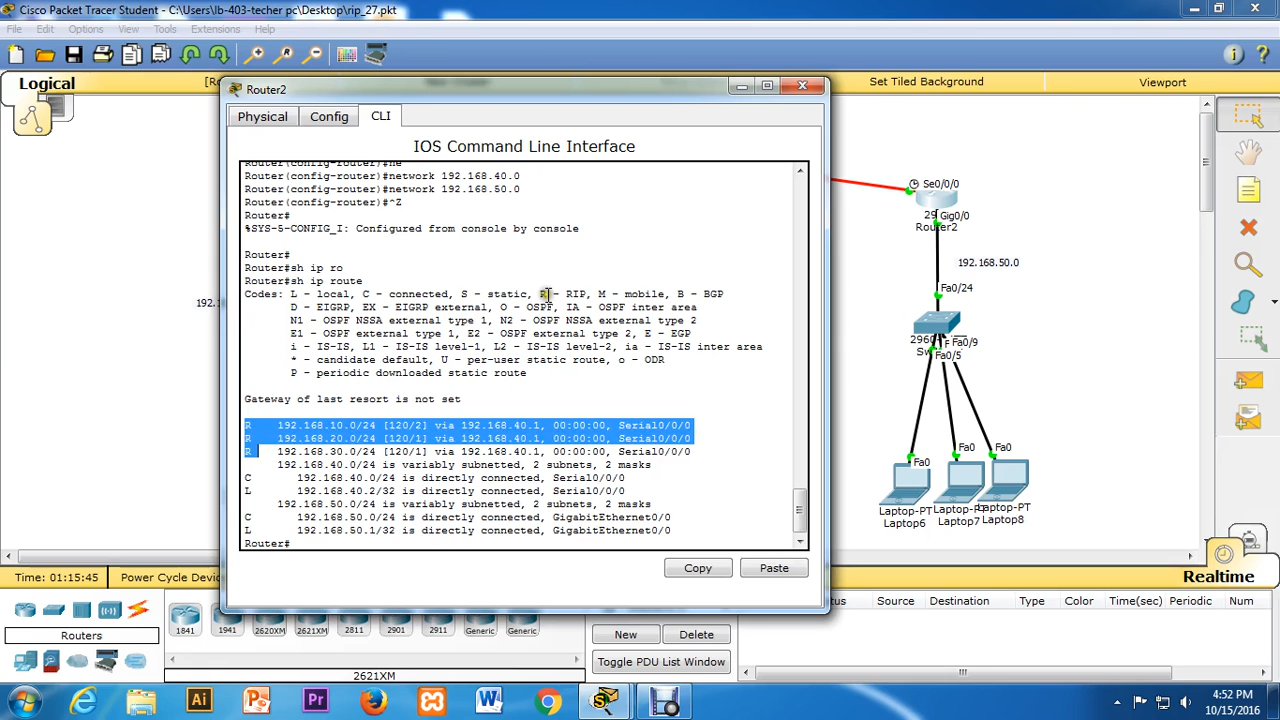 Cisco Packet Tracer Student - C:\Users\lb-403-techer pc\Desktop\rip_27.pkt
File Edit Options View Tools Extensions Help
Logical
Set Tiled Background
Viewport
Router2
Physical Config CLI
IOS Command Line Interface
Router(config-router)#ne
Router(config-router)#network 192.168.40.0
Router(config-router)#network 192.168.50.0
Router(config-router)#^Z
Router#
%SYS-5-CONFIG_I: Configured from console by console
Router#
Router#sh ip ro
Router#sh ip route
Codes: L - local, C - connected, S - static, R - RIP, M - mobile, B - BGP
D - EIGRP, EX - EIGRP external, O - OSPF, IA - OSPF inter area
N1 - OSPF NSSA external type 1, N2 - OSPF NSSA external type 2
E1 - OSPF external type 1, E2 - OSPF external type 2, E - EGP
i - IS-IS, L1 - IS-IS level-1, L2 - IS-IS level-2, ia - IS-IS inter area
* - candidate default, U - per-user static route, o - ODR
P - periodic downloaded static route
Gateway of last resort is not set
R 192.168.10.0/24 [120/2] via 192.168.40.1, 00:00:00, Serial0/0/0
R 192.168.20.0/24 [120/1] via 192.168.40.1, 00:00:00, Serial0/0/0
R 192.168.30.0/24 [120/1] via 192.168.40.1, 00:00:00, Serial0/0/0
192.168.40.0/24 is variably subnetted, 2 subnets, 2 masks
C 192.168.40.0/24 is directly connected, Serial0/0/0
L 192.168.40.2/32 is directly connected, Serial0/0/0
192.168.50.0/24 is variably subnetted, 2 subnets, 2 masks
C 192.168.50.0/24 is directly connected, GigabitEthernet0/0
L 192.168.50.1/32 is directly connected, GigabitEthernet0/0
Router#
Copy Paste
192.
Se0/0/0
29 Gig0/0
Router2
192.168.50.0
Fa0/24
2960
Fa0/9
Sw
Fa0/5
Fa0 Fa0 Fa0
Laptop-PT Laptop-PT Laptop-PT
Laptop6 Laptop7 Laptop8
Time: 01:15:45 Power Cycle Devi
Realtime
Routers
1841 1941 2620XM 2621XM 2811 2901 2911 Generic Generic
2621XM
New Delete
Toggle PDU List Window
atus Source Destination Type Color Time(sec) Periodic Num
4:52 PM
10/15/2016